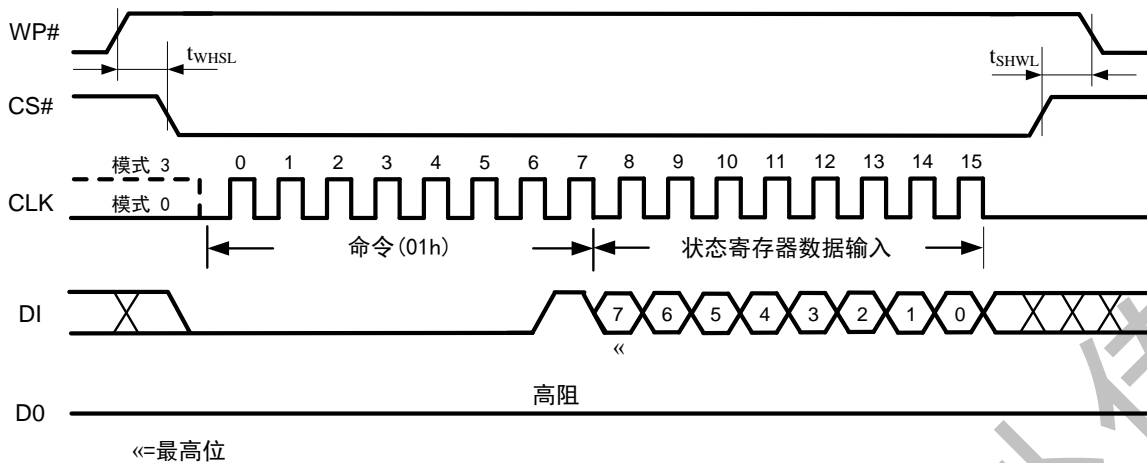 WP#
tWHSL
tSHWL
CS#
模式 3
0 1 2 3 4 5 6 7 8 9 10 11 12 13 14 15
CLK
模式 0
命令(01h)
状态寄存器数据输入
DI
7 6 5 4 3 2 1 0
«
高阻
D0
«=最高位